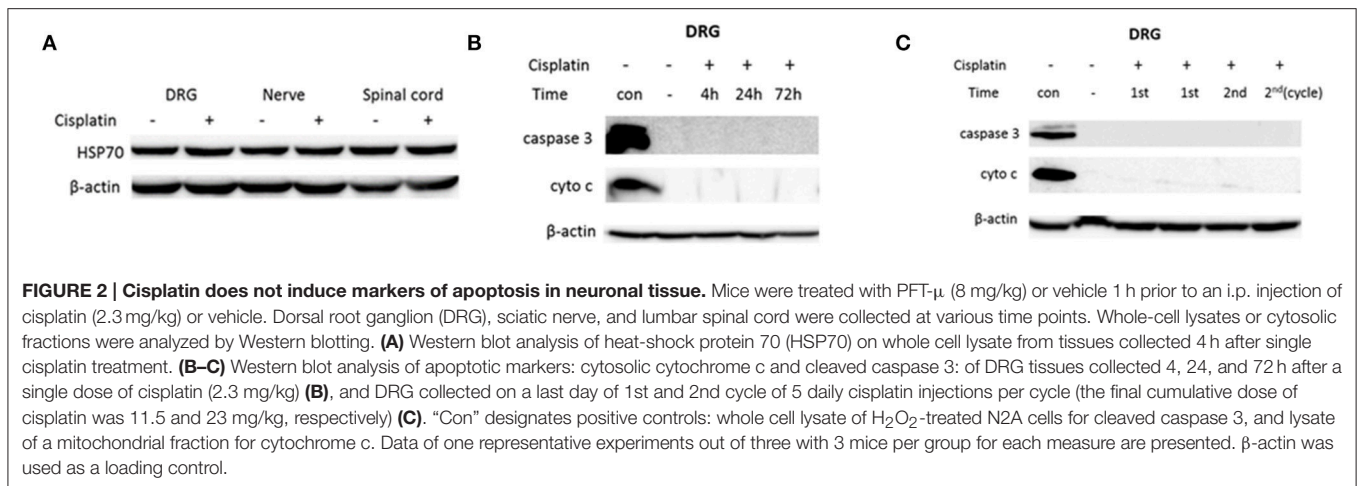 A
DRG Nerve Spinal cord
Cisplatin - + - + - +
HSP70
β-actin
B
DRG
Cisplatin - - + + +
Time con - 4h 24h 72h
caspase 3
cyto c
β-actin
C
DRG
Cisplatin - - + + + +
Time con - 1st 1st 2nd 2nd(cycle)
caspase 3
cyto c
β-actin
FIGURE 2 | Cisplatin does not induce markers of apoptosis in neuronal tissue. Mice were treated with PFT-μ (8 mg/kg) or vehicle 1 h prior to an i.p. injection of
cisplatin (2.3 mg/kg) or vehicle. Dorsal root ganglion (DRG), sciatic nerve, and lumbar spinal cord were collected at various time points. Whole-cell lysates or cytosolic
fractions were analyzed by Western blotting. (A) Western blot analysis of heat-shock protein 70 (HSP70) on whole cell lysate from tissues collected 4 h after single
cisplatin treatment. (B–C) Western blot analysis of apoptotic markers: cytosolic cytochrome c and cleaved caspase 3: of DRG tissues collected 4, 24, and 72 h after a
single dose of cisplatin (2.3 mg/kg) (B), and DRG collected on a last day of 1st and 2nd cycle of 5 daily cisplatin injections per cycle (the final cumulative dose of
cisplatin was 11.5 and 23 mg/kg, respectively) (C). “Con” designates positive controls: whole cell lysate of H2O2-treated N2A cells for cleaved caspase 3, and lysate
of a mitochondrial fraction for cytochrome c. Data of one representative experiments out of three with 3 mice per group for each measure are presented. β-actin was
used as a loading control.